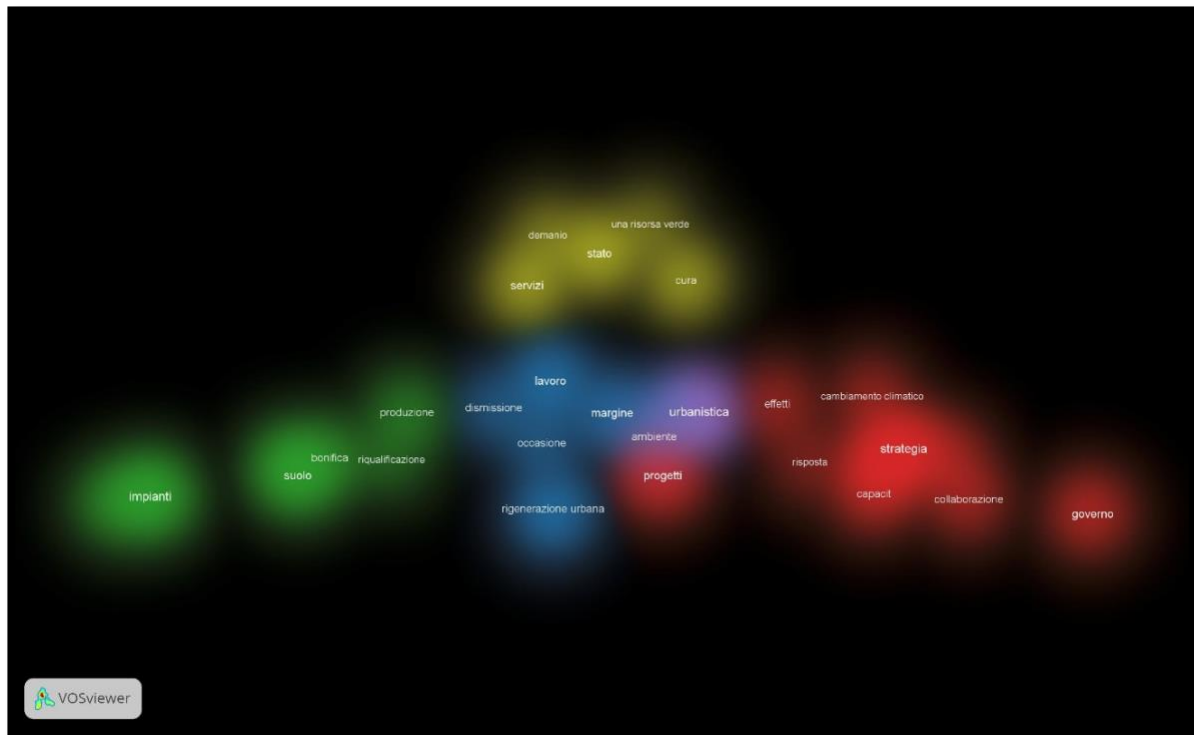 una risorsa verde
demanio
stato
cura
servizi
lavoro
cambiamento climatico
effetti
dismissione
produzione
margine
urbanistica
ambiente
occasione
strategia
bonifica
riqualificazione
risposta
suolo
progetti
capacit
impianti
collaborazione
rigenerazione urbana
governo
VOSviewer